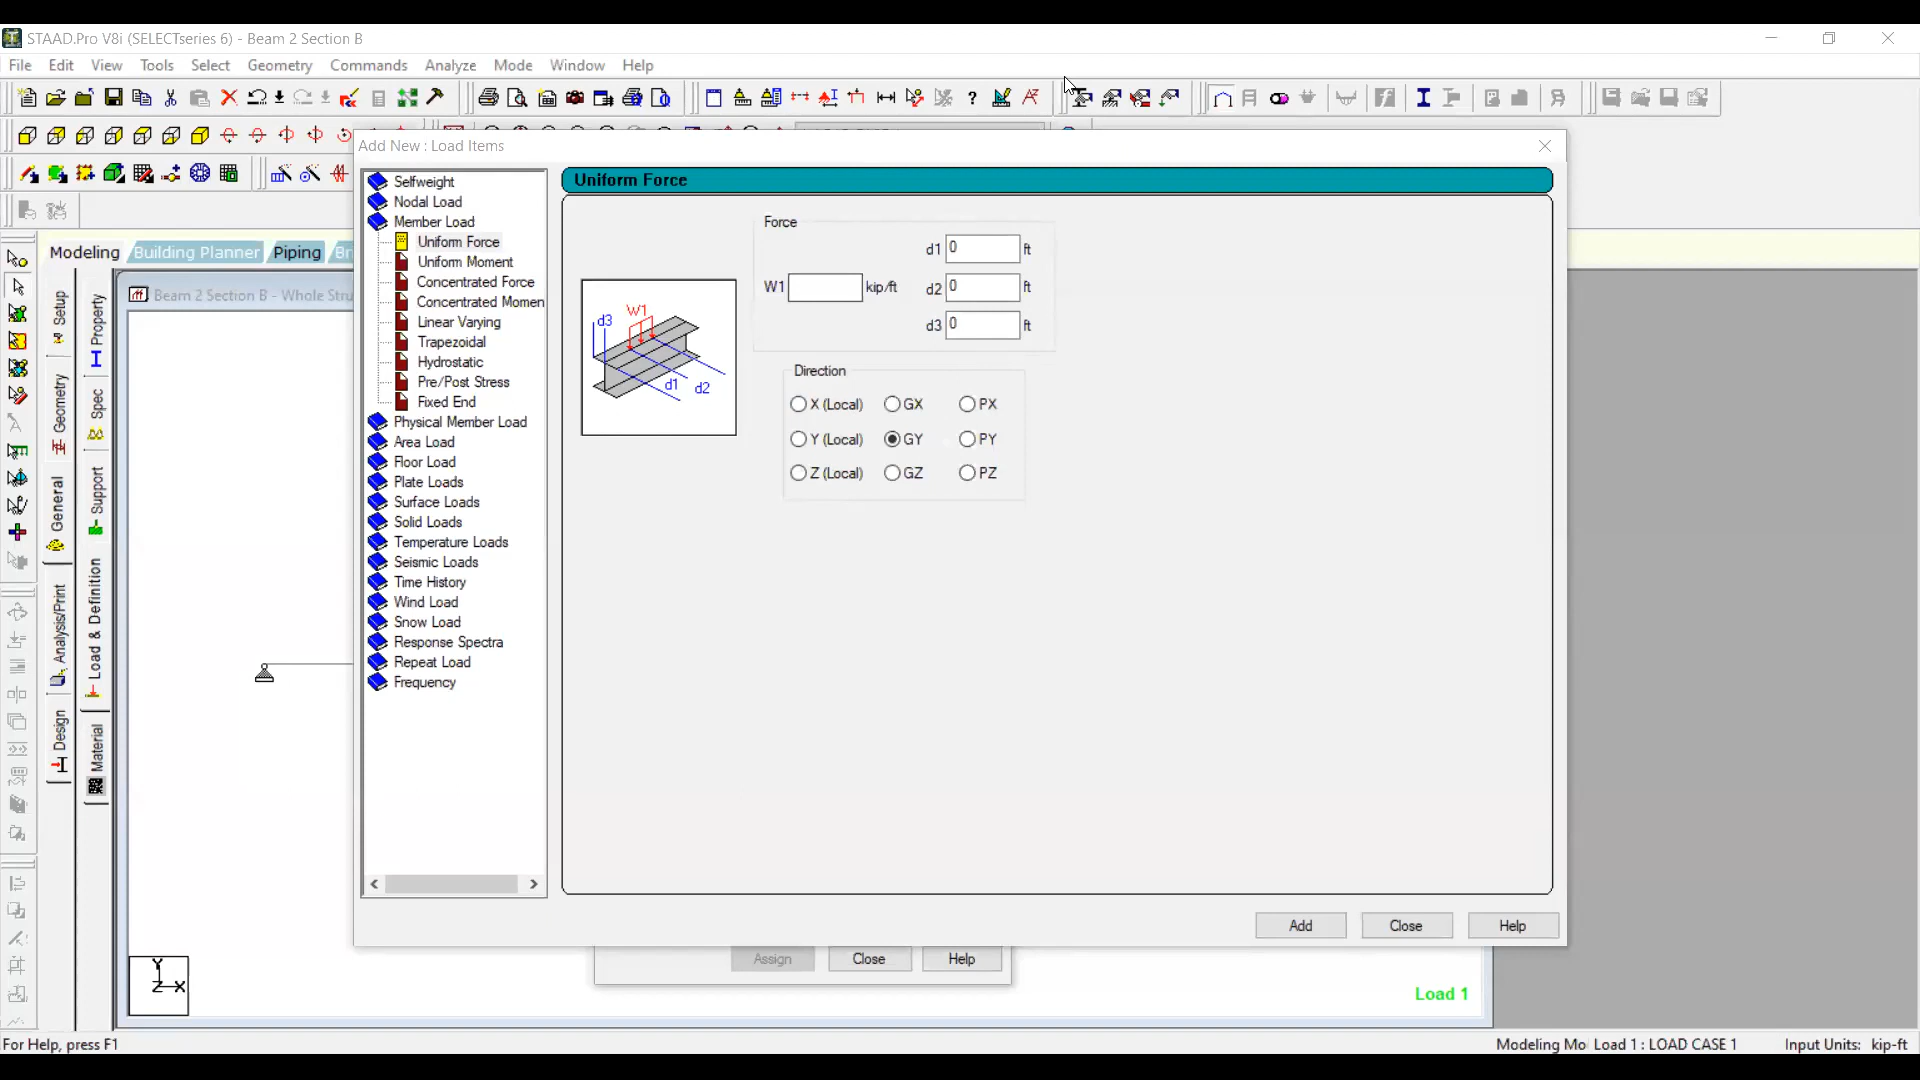 STAAD.Pro V8i (SELECTseries 6) - Beam 2 Section B
File Edit View Tools Select Geometry Commands Analyze Mode Window Help
Add New : Load Items
Modeling Building Planner Piping
Beam 2 Section B - Whole Stru
Setup
Geometry
General
Analysis/Print
Design
Property
Spec
Support
Load & Definition
Material
Selfweight
Nodal Load
Member Load
Uniform Force
Uniform Moment
Concentrated Force
Concentrated Momen
Linear Varying
Trapezoidal
Hydrostatic
Pre/Post Stress
Fixed End
Physical Member Load
Area Load
Floor Load
Plate Loads
Surface Loads
Solid Loads
Temperature Loads
Seismic Loads
Time History
Wind Load
Snow Load
Response Spectra
Repeat Load
Frequency
Uniform Force
W1
d3
d1 d2
Force
d1 0 ft
W1 kip/ft d2 0 ft
d3 0 ft
Direction
X (Local) GX PX
Y (Local) GY PY
Z (Local) GZ PZ
Add Close Help
Assign Close Help
Y
Z X
Load 1
For Help, press F1
Modeling Mo Load 1 : LOAD CASE 1 Input Units: kip-ft